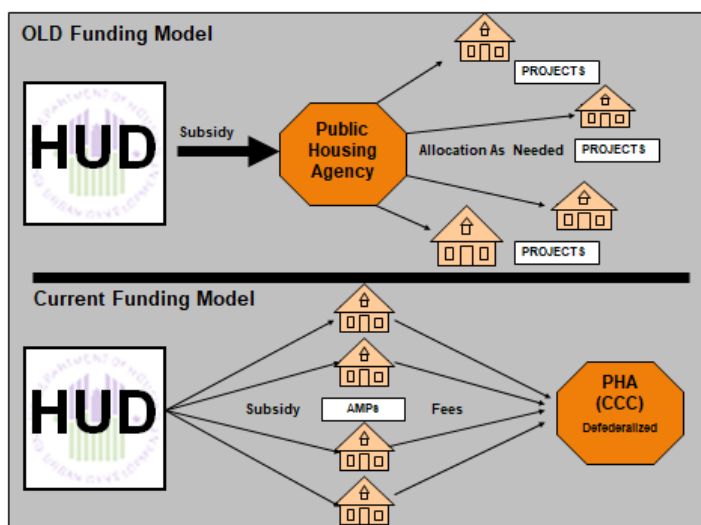 OLD Funding Model
HUD
Subsidy
Public
Housing
Agency
PROJECTS
Allocation As Needed
PROJECTS
PROJECTS
Current Funding Model
HUD
Subsidy
AMPs
Fees
PHA
(CCC)
Defederalized